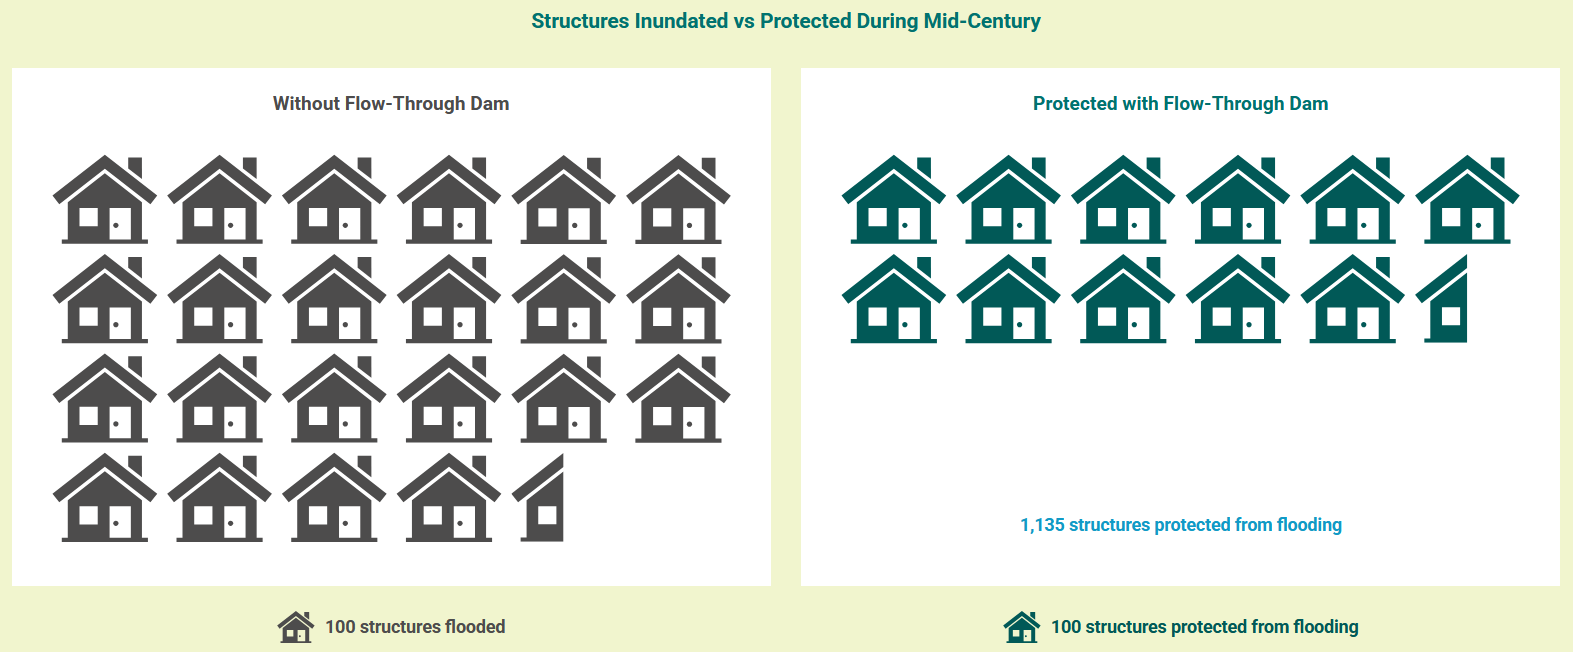 Structures Inundated vs Protected During Mid-Century
Without Flow-Through Dam
Protected with Flow-Through Dam
1,135 structures protected from flooding
100 structures flooded
100 structures protected from flooding